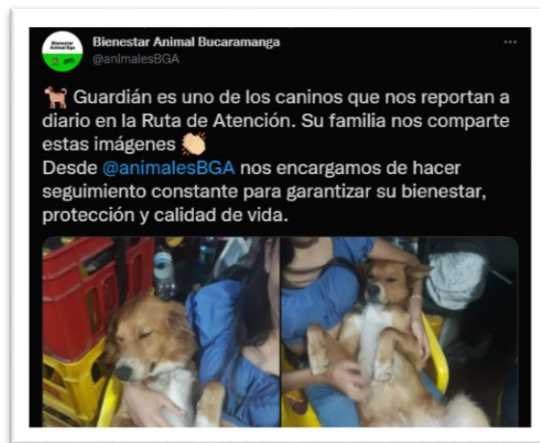 Bienestar Animal Bucaramanga
@animalesBGA
🐕 Guardián es uno de los caninos que nos reportan a
diario en la Ruta de Atención. Su familia nos comparte
estas imágenes 👏🏻
Desde @animalesBGA nos encargamos de hacer
seguimiento constante para garantizar su bienestar,
protección y calidad de vida.